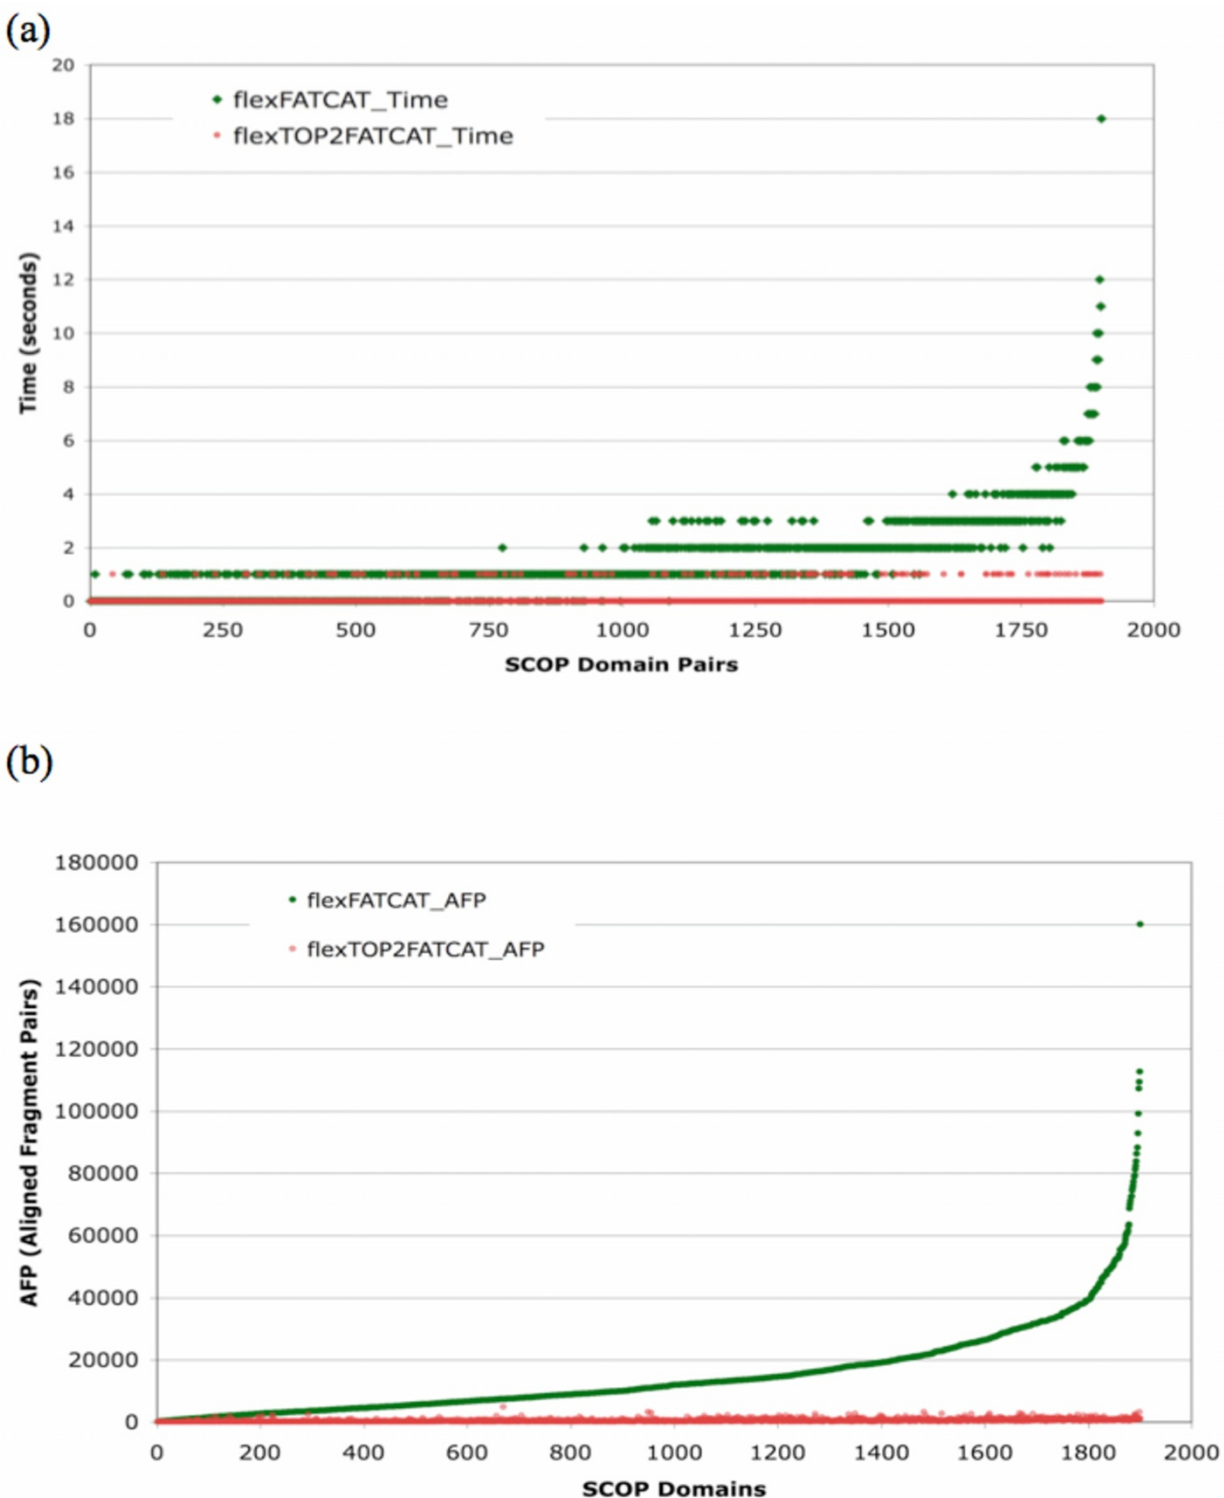 (a)
20
18
16
14
12
10
8
6
4
2
0
Time (seconds)
flexFATCAT_Time
flexTOP2FATCAT_Time
0 250 500 750 1000 1250 1500 1750 2000
SCOP Domain Pairs
(b)
180000
160000
140000
120000
100000
80000
60000
40000
20000
0
AFP (Aligned Fragment Pairs)
flexFATCAT_AFP
flexTOP2FATCAT_AFP
0 200 400 600 800 1000 1200 1400 1600 1800 2000
SCOP Domains